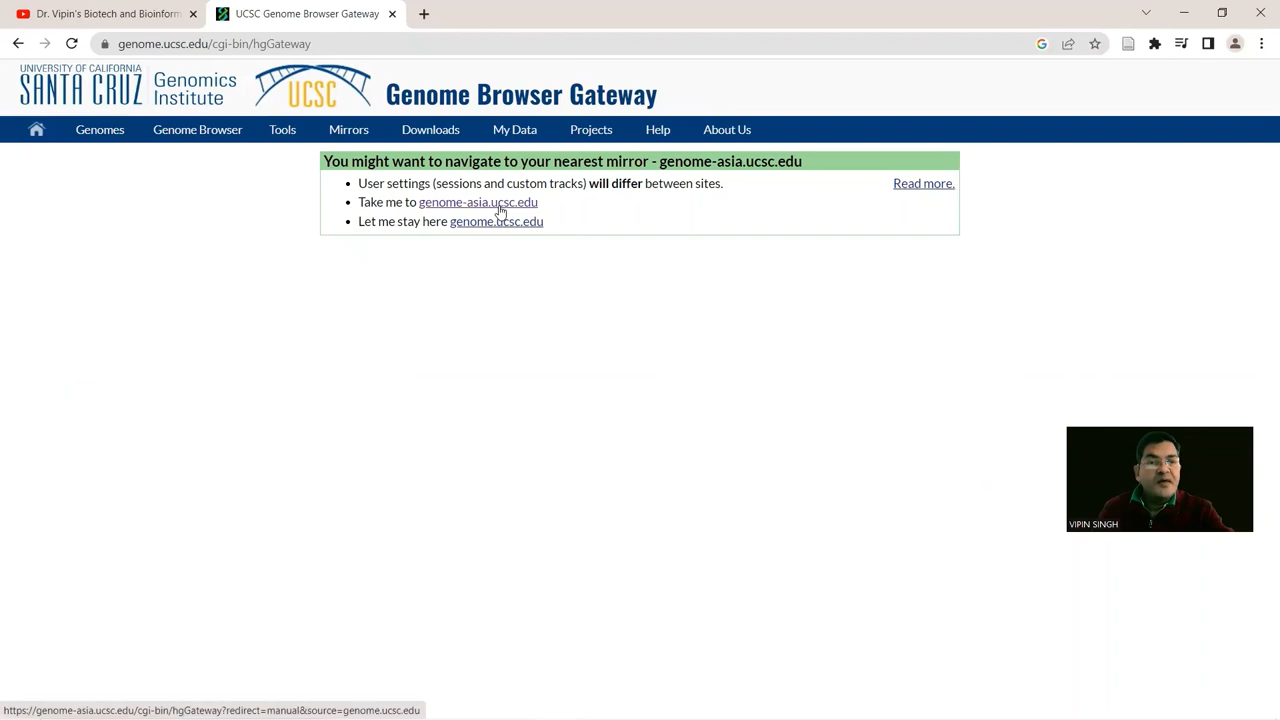 Dr. Vipin's Biotech and Bioinform
UCSC Genome Browser Gateway
genome.ucsc.edu/cgi-bin/hgGateway
UNIVERSITY OF CALIFORNIA
SANTA CRUZ
Genomics
Institute
UCSC
Genome Browser Gateway
Genomes
Genome Browser
Tools
Mirrors
Downloads
My Data
Projects
Help
About Us
You might want to navigate to your nearest mirror - genome-asia.ucsc.edu
User settings (sessions and custom tracks) will differ between sites.
Read more.
Take me to genome-asia.ucsc.edu
Let me stay here genome.ucsc.edu
VIPIN SINGH
https://genome-asia.ucsc.edu/cgi-bin/hgGateway?redirect=manual&source=genome.ucsc.edu